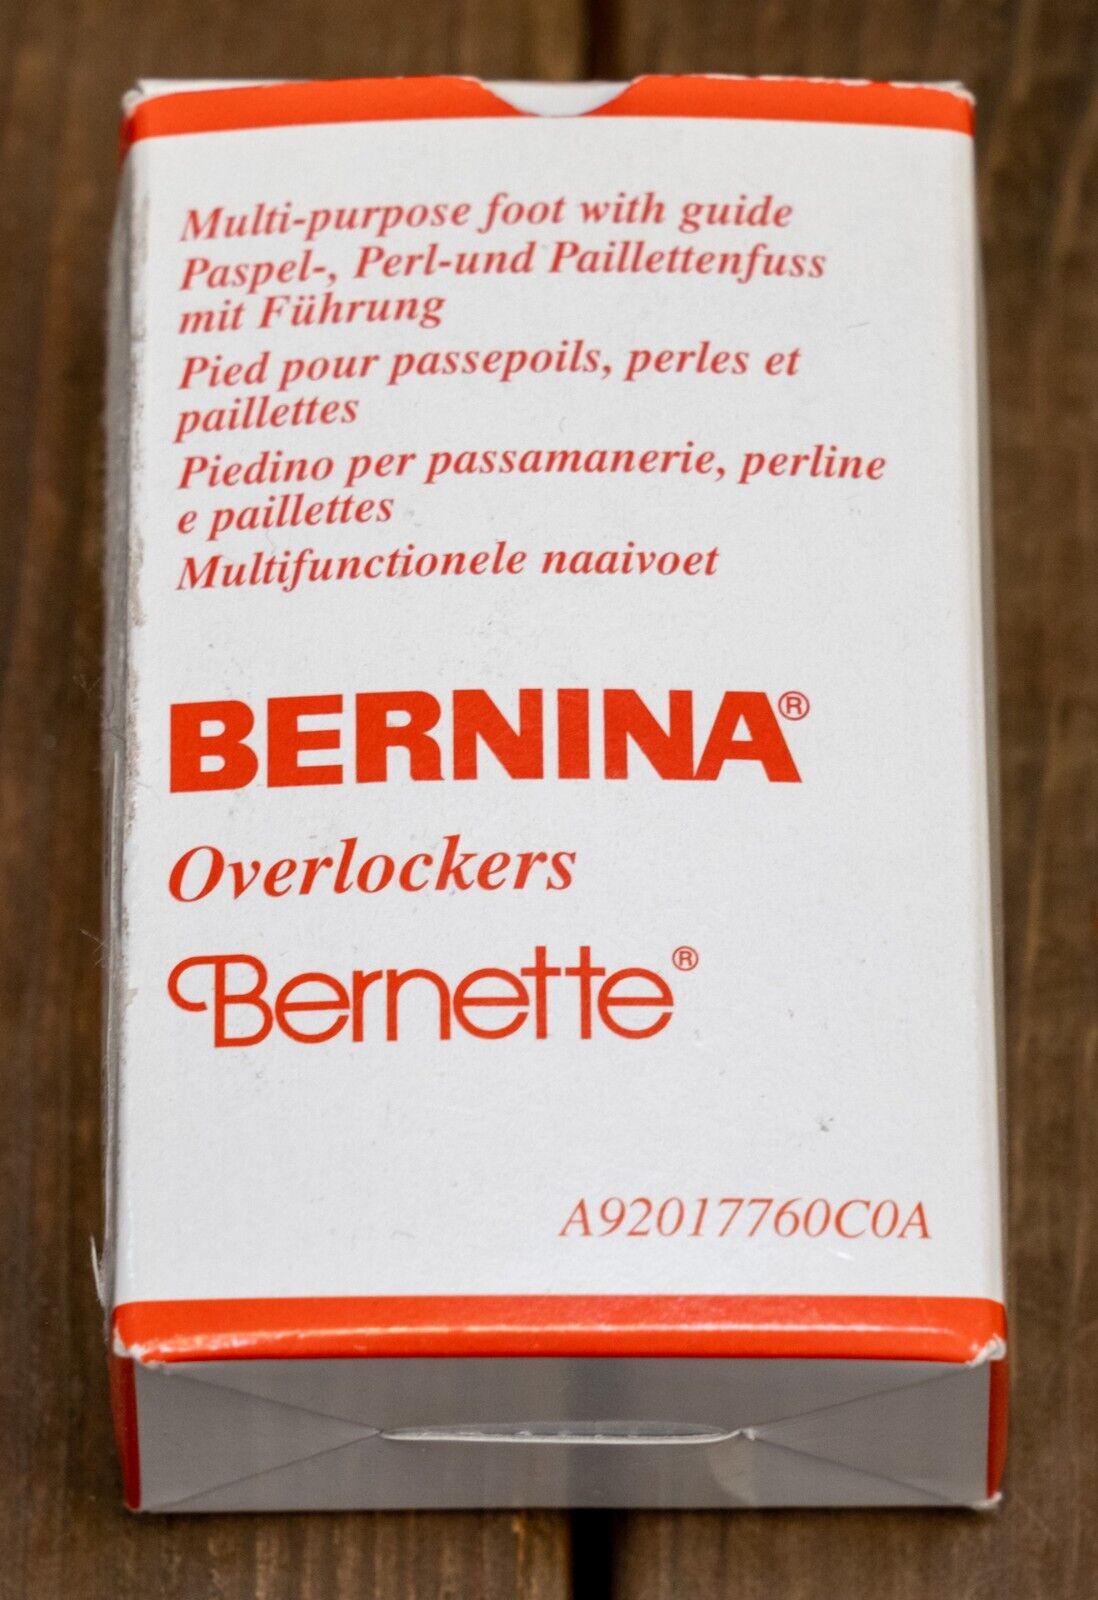 Multi-purpose foot with guide
Paspel-, Perl-und Paillettenfuss
mit Führung
Pied pour passepoils, perles et
paillettes
Piedino per passamanerie, perline
e paillettes
Multifunctionele naaivoet
BERNINA®
Overlockers
Bernette®
A92017760C0A